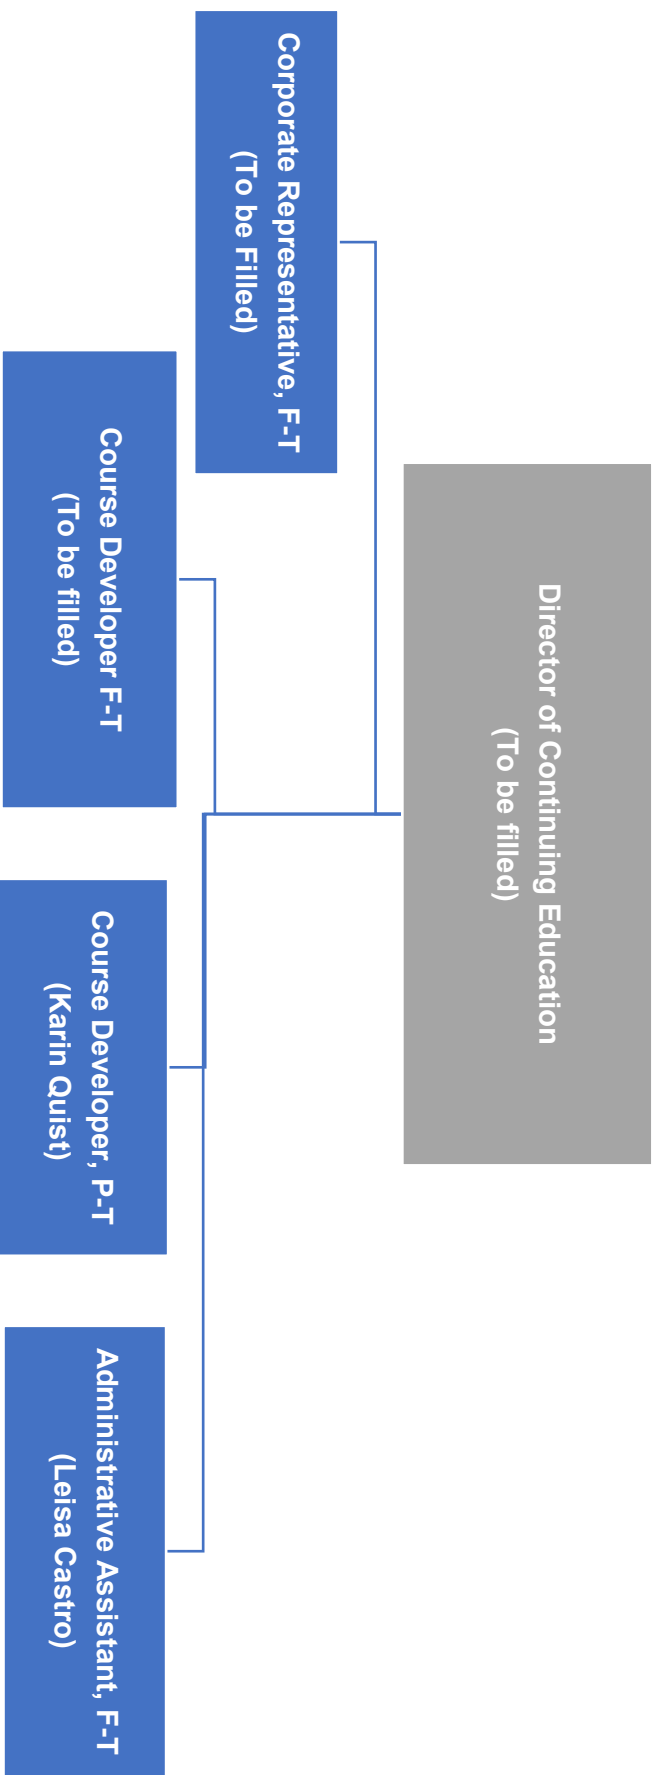 Director of Continuing Education
(To be filled)
Corporate Representative, F-T
(To be Filled)
Course Developer F-T
(To be filled)
Course Developer, P-T
(Karin Quist)
Administrative Assistant, F-T
(Leisa Castro)